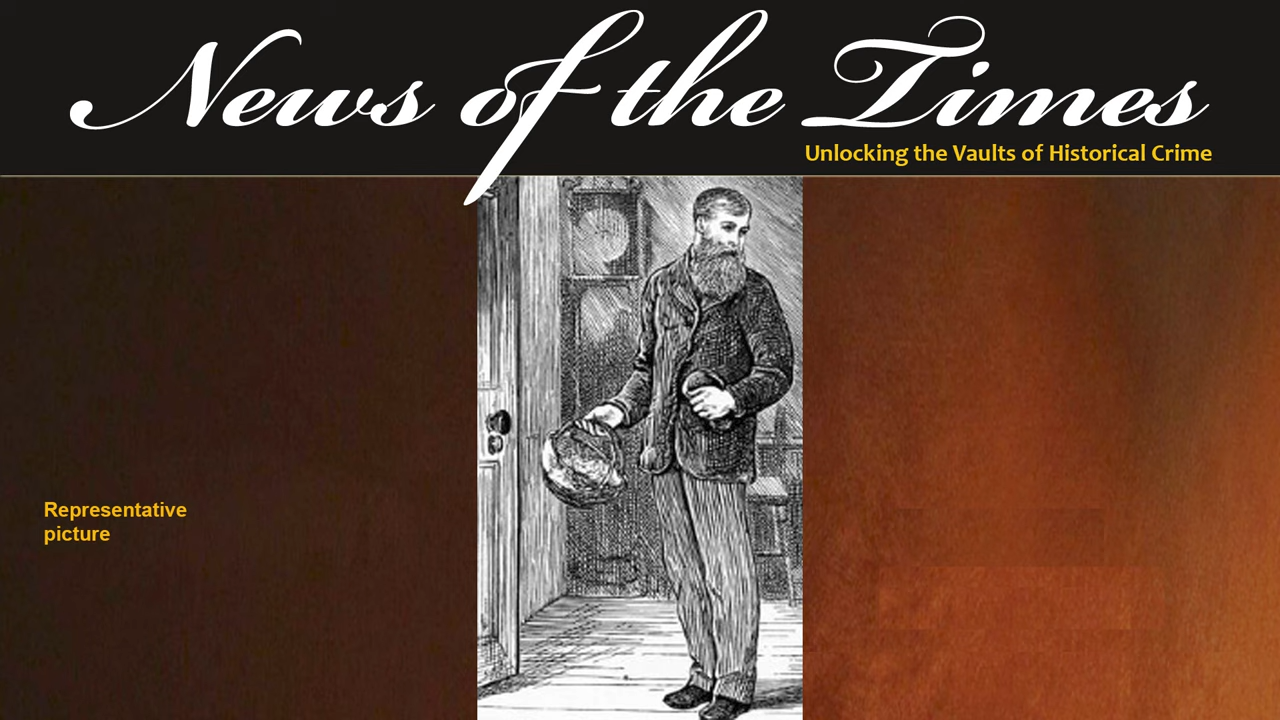 News of the Times
Unlocking the Vaults of Historical Crime
Representative
picture